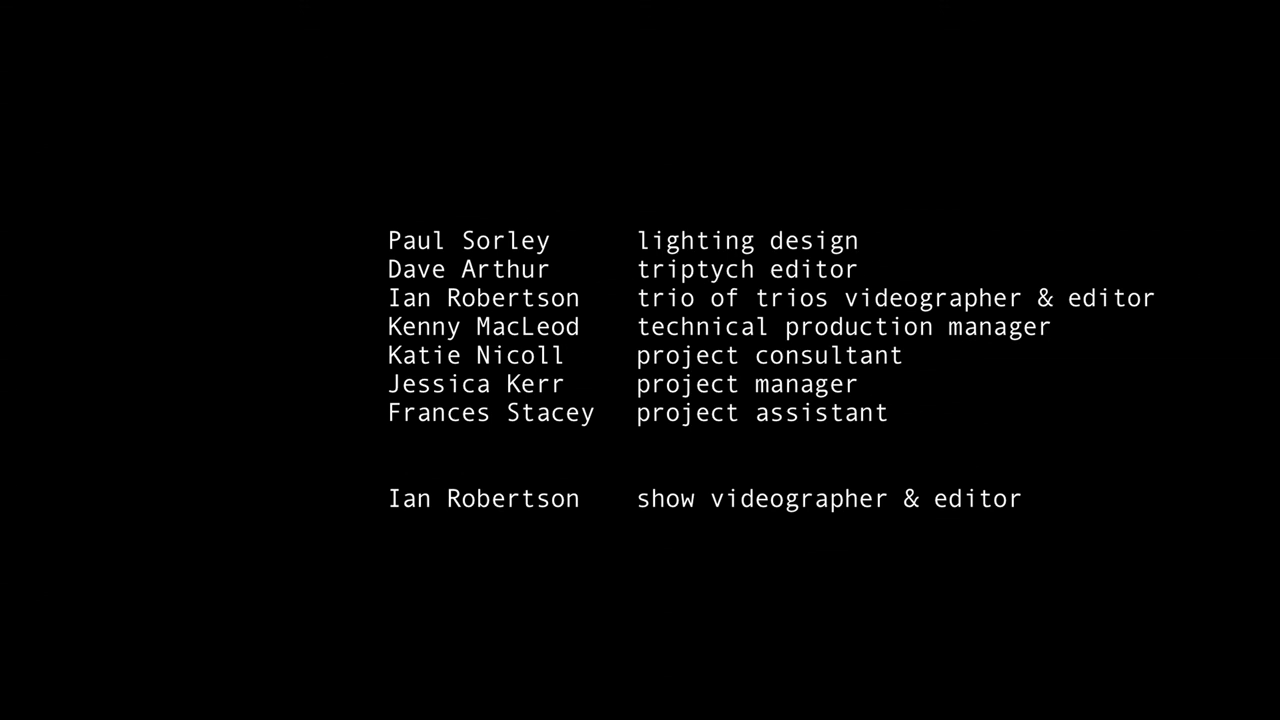 Paul Sorley lighting design
Dave Arthur triptych editor
Ian Robertson trio of trios videographer & editor
Kenny MacLeod technical production manager
Katie Nicoll project consultant
Jessica Kerr project manager
Frances Stacey project assistant
Ian Robertson show videographer & editor